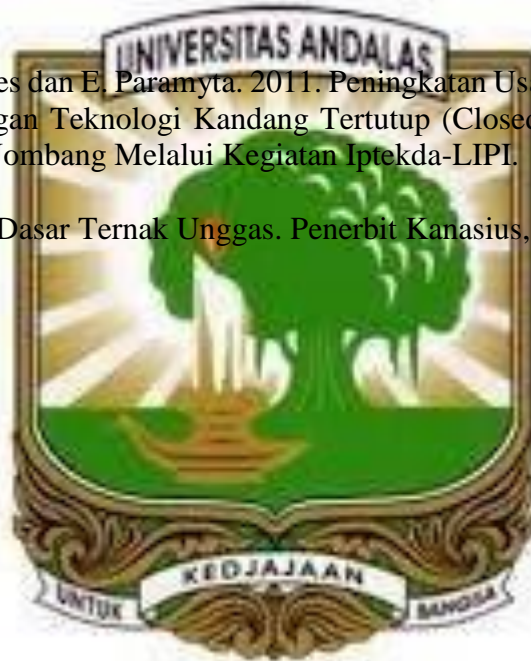 UNIVERSITAS ANDALAS
es dan E. Paramyta. 2011. Peningkatan Us
gan Teknologi Kandang Tertutup (Closed
Jombang Melalui Kegiatan Iptekda-LIPI.
Dasar Ternak Unggas. Penerbit Kanasius,
KEDJAJAAN
UNTUK BANGSA